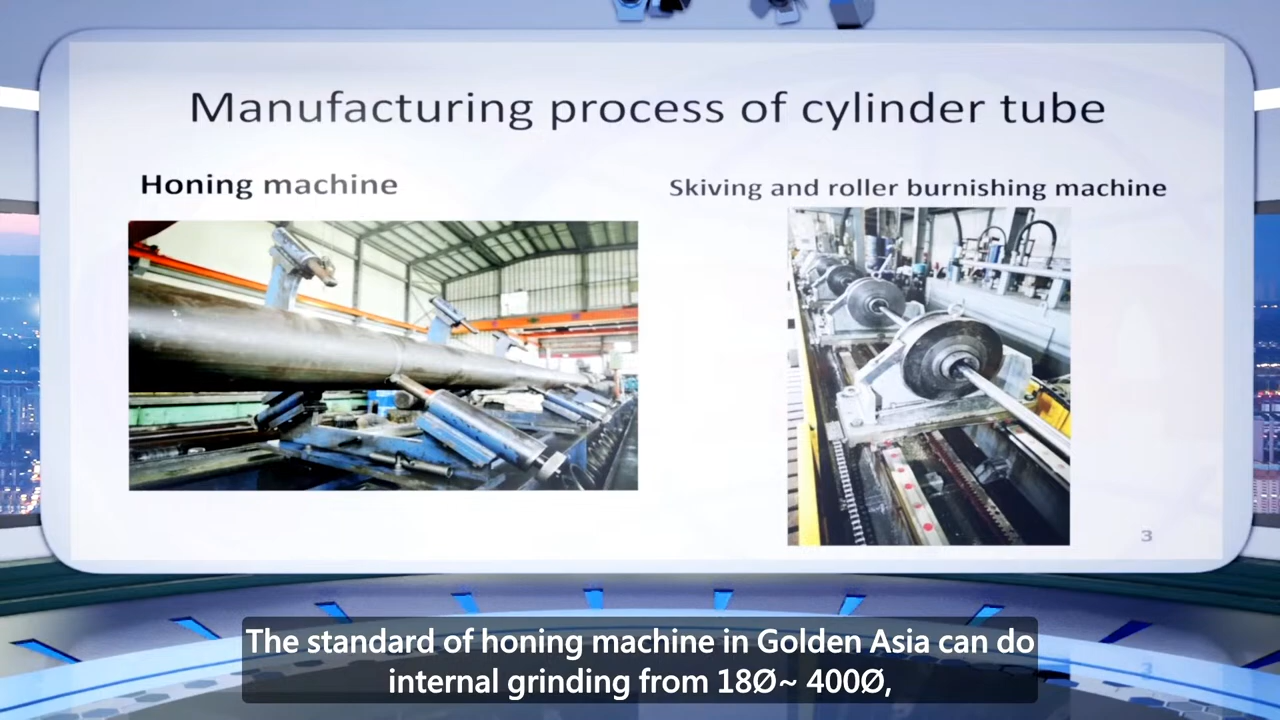 Manufacturing process of cylinder tube
Honing machine
Skiving and roller burnishing machine
3
The standard of honing machine in Golden Asia can do
internal grinding from 18Ø~ 400Ø,